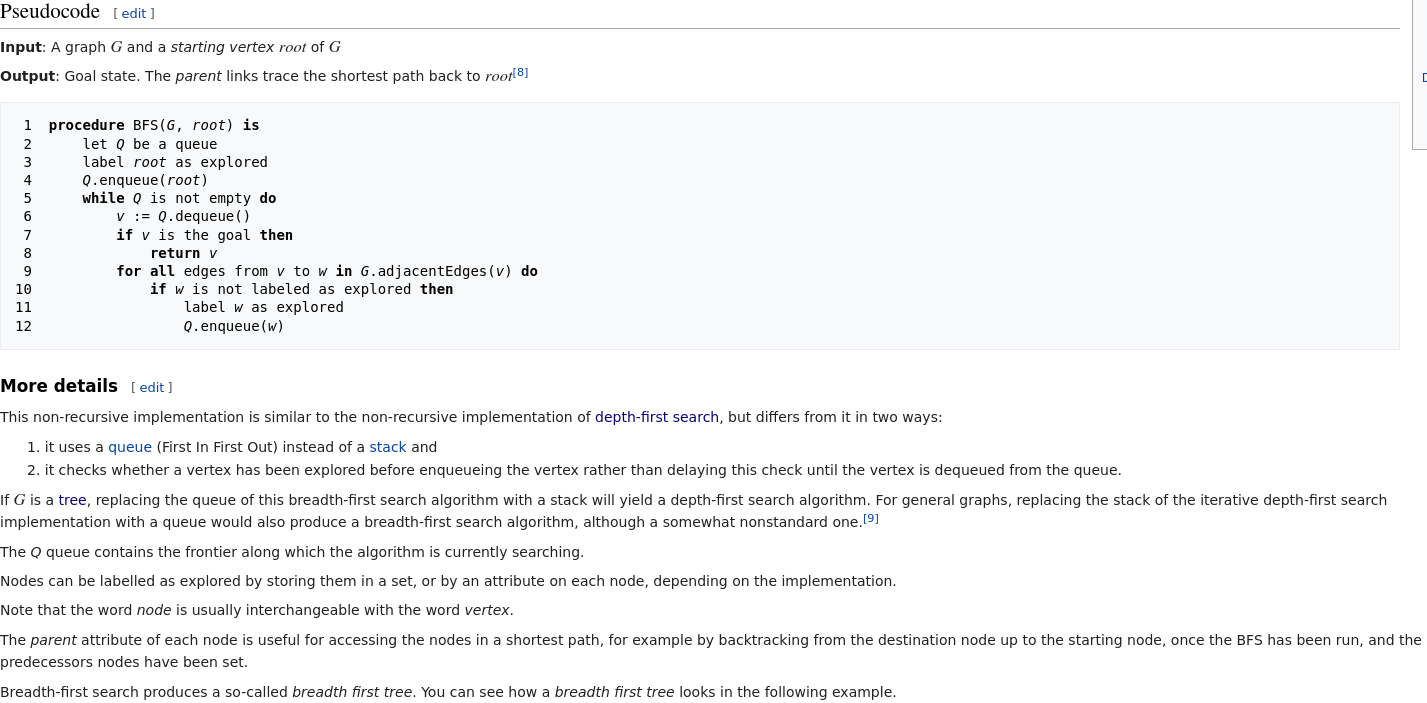 Pseudocode [ edit ]
Input: A graph G and a starting vertex root of G
Output: Goal state. The parent links trace the shortest path back to root[8]
1 procedure BFS(G, root) is
2 let Q be a queue
3 label root as explored
4 Q.enqueue(root)
5 while Q is not empty do
6 v := Q.dequeue()
7 if v is the goal then
8 return v
9 for all edges from v to w in G.adjacentEdges(v) do
10 if w is not labeled as explored then
11 label w as explored
12 Q.enqueue(w)
More details [ edit ]
This non-recursive implementation is similar to the non-recursive implementation of depth-first search, but differs from it in two ways:
1. it uses a queue (First In First Out) instead of a stack and
2. it checks whether a vertex has been explored before enqueueing the vertex rather than delaying this check until the vertex is dequeued from the queue.
If G is a tree, replacing the queue of this breadth-first search algorithm with a stack will yield a depth-first search algorithm. For general graphs, replacing the stack of the iterative depth-first search
implementation with a queue would also produce a breadth-first search algorithm, although a somewhat nonstandard one.[9]
The Q queue contains the frontier along which the algorithm is currently searching.
Nodes can be labelled as explored by storing them in a set, or by an attribute on each node, depending on the implementation.
Note that the word node is usually interchangeable with the word vertex.
The parent attribute of each node is useful for accessing the nodes in a shortest path, for example by backtracking from the destination node up to the starting node, once the BFS has been run, and the
predecessors nodes have been set.
Breadth-first search produces a so-called breadth first tree. You can see how a breadth first tree looks in the following example.